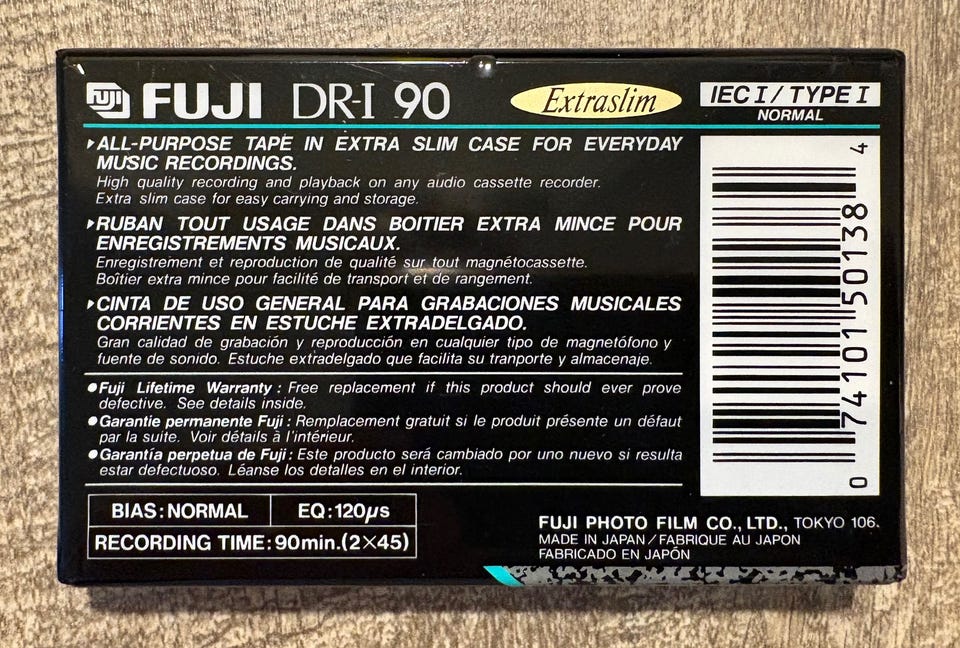 FUJI FUJI DR-I 90 Extraslim IEC I / TYPE I
NORMAL
ALL-PURPOSE TAPE IN EXTRA SLIM CASE FOR EVERYDAY
MUSIC RECORDINGS.
High quality recording and playback on any audio cassette recorder.
Extra slim case for easy carrying and storage.
RUBAN TOUT USAGE DANS BOITIER EXTRA MINCE POUR
ENREGISTREMENTS MUSICAUX.
Enregistrement et reproduction de qualité sur tout magnétocassette.
Boîtier extra mince pour facilité de transport et de rangement.
CINTA DE USO GENERAL PARA GRABACIONES MUSICALES
CORRIENTES EN ESTUCHE EXTRADELGADO.
Gran calidad de grabación y reproducción en cualquier tipo de magnetófono y
fuente de sonido. Estuche extradelgado que facilita su tranporte y almacenaje.
●Fuji Lifetime Warranty : Free replacement if this product should ever prove
defective. See details inside.
●Garantie permanente Fuji : Remplacement gratuit si le produit présente un défaut
par la suite. Voir détails à l'intérieur.
●Garantía perpetua de Fuji : Este producto será cambiado por uno nuevo si resulta
estar defectuoso. Léanse los detalles en el interior.
BIAS: NORMAL EQ: 120µs
RECORDING TIME: 90min. (2×45)
FUJI PHOTO FILM CO., LTD., TOKYO 106.
MADE IN JAPAN / FABRIQUE AU JAPON
FABRICADO EN JAPÓN
0 74101 50138 4